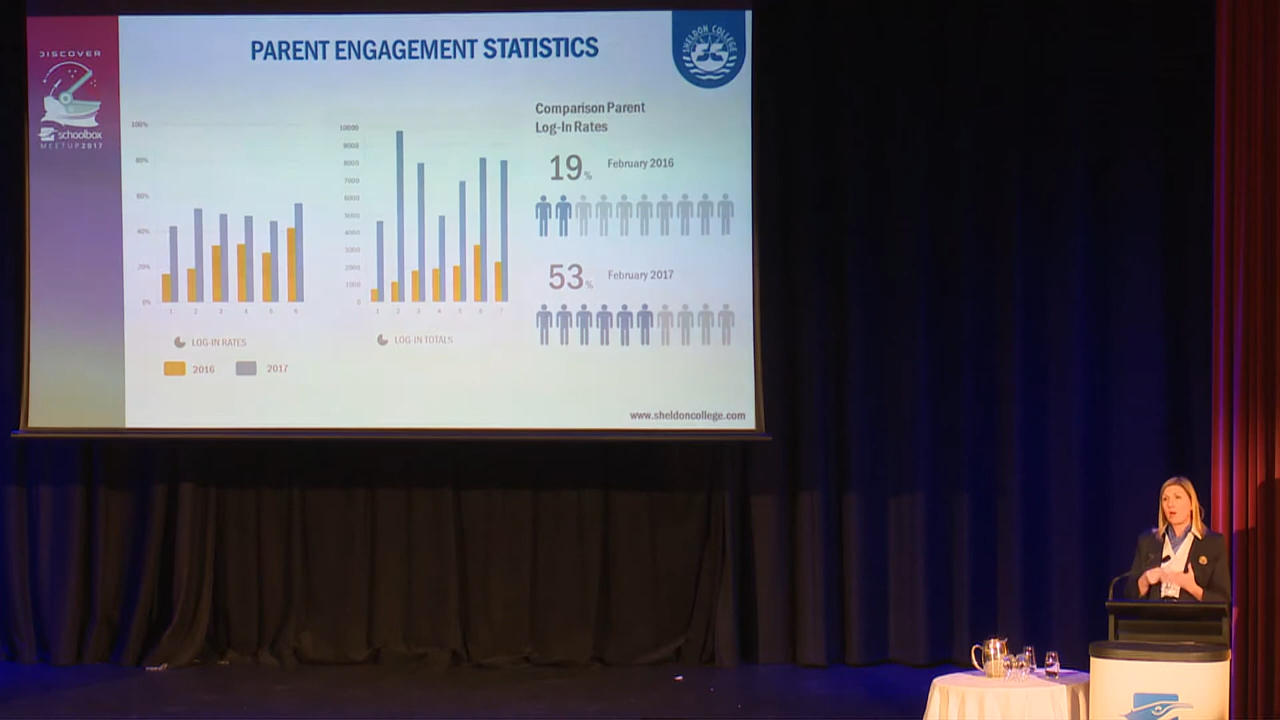 PARENT ENGAGEMENT STATISTICS
DISCOVER
schoolbox
MEETUP2017
SHELDON COLLEGE
100%
80%
60%
40%
20%
0%
1 2 3 4 5 6
LOG-IN RATES
2016 2017
10000
9000
8000
7000
6000
5000
4000
3000
2000
1000
0
1 2 3 4 5 6 7
LOG-IN TOTALS
Comparison Parent
Log-In Rates
19% February 2016
53% February 2017
www.sheldoncollege.com